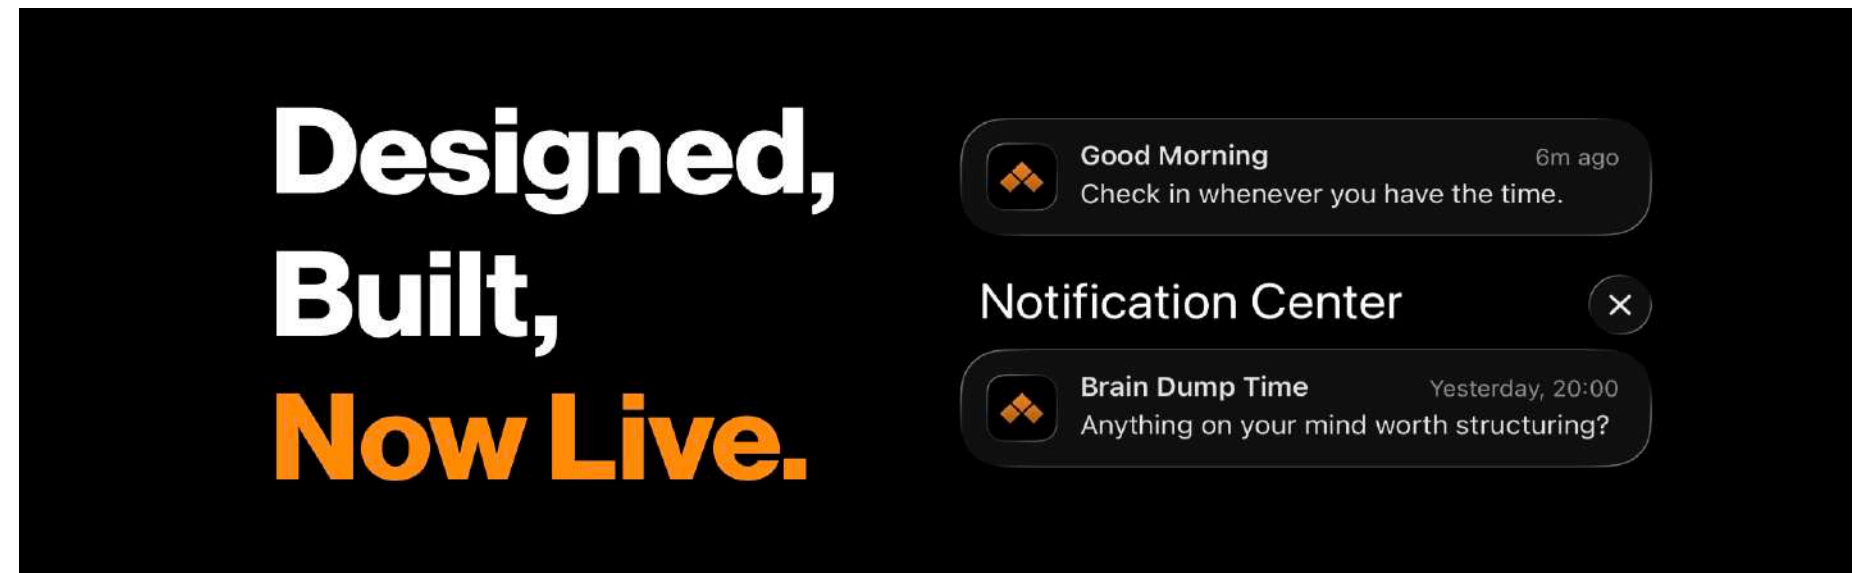 Designed,
Built,
Now Live.
Good Morning
6m ago
Check in whenever you have the time.
Notification Center
Brain Dump Time
Yesterday, 20:00
Anything on your mind worth structuring?